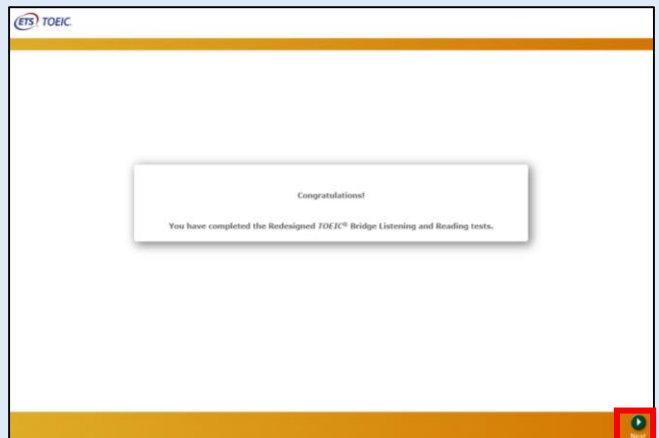 ETS TOEIC.
Congratulations!
You have completed the Redesigned TOEIC® Bridge Listening and Reading tests.
Next